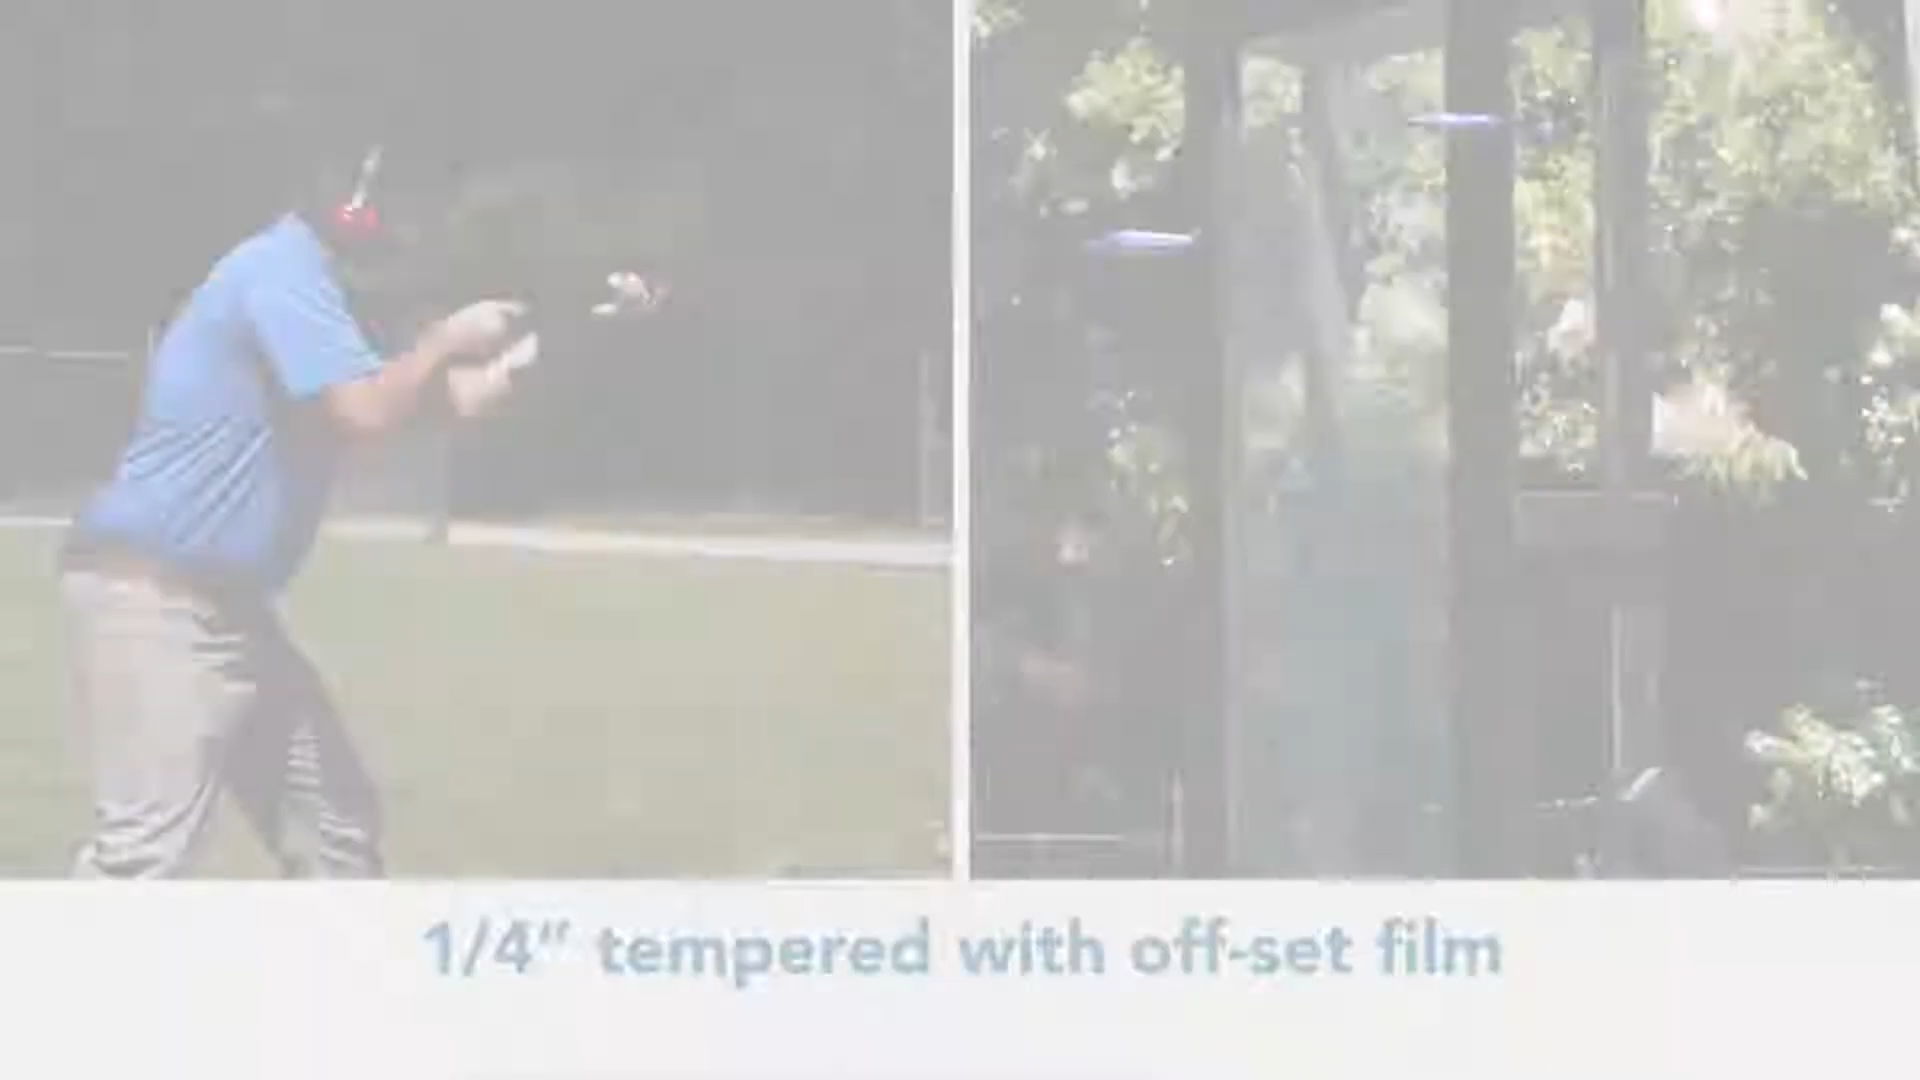 1/4“ tempered with off-set film